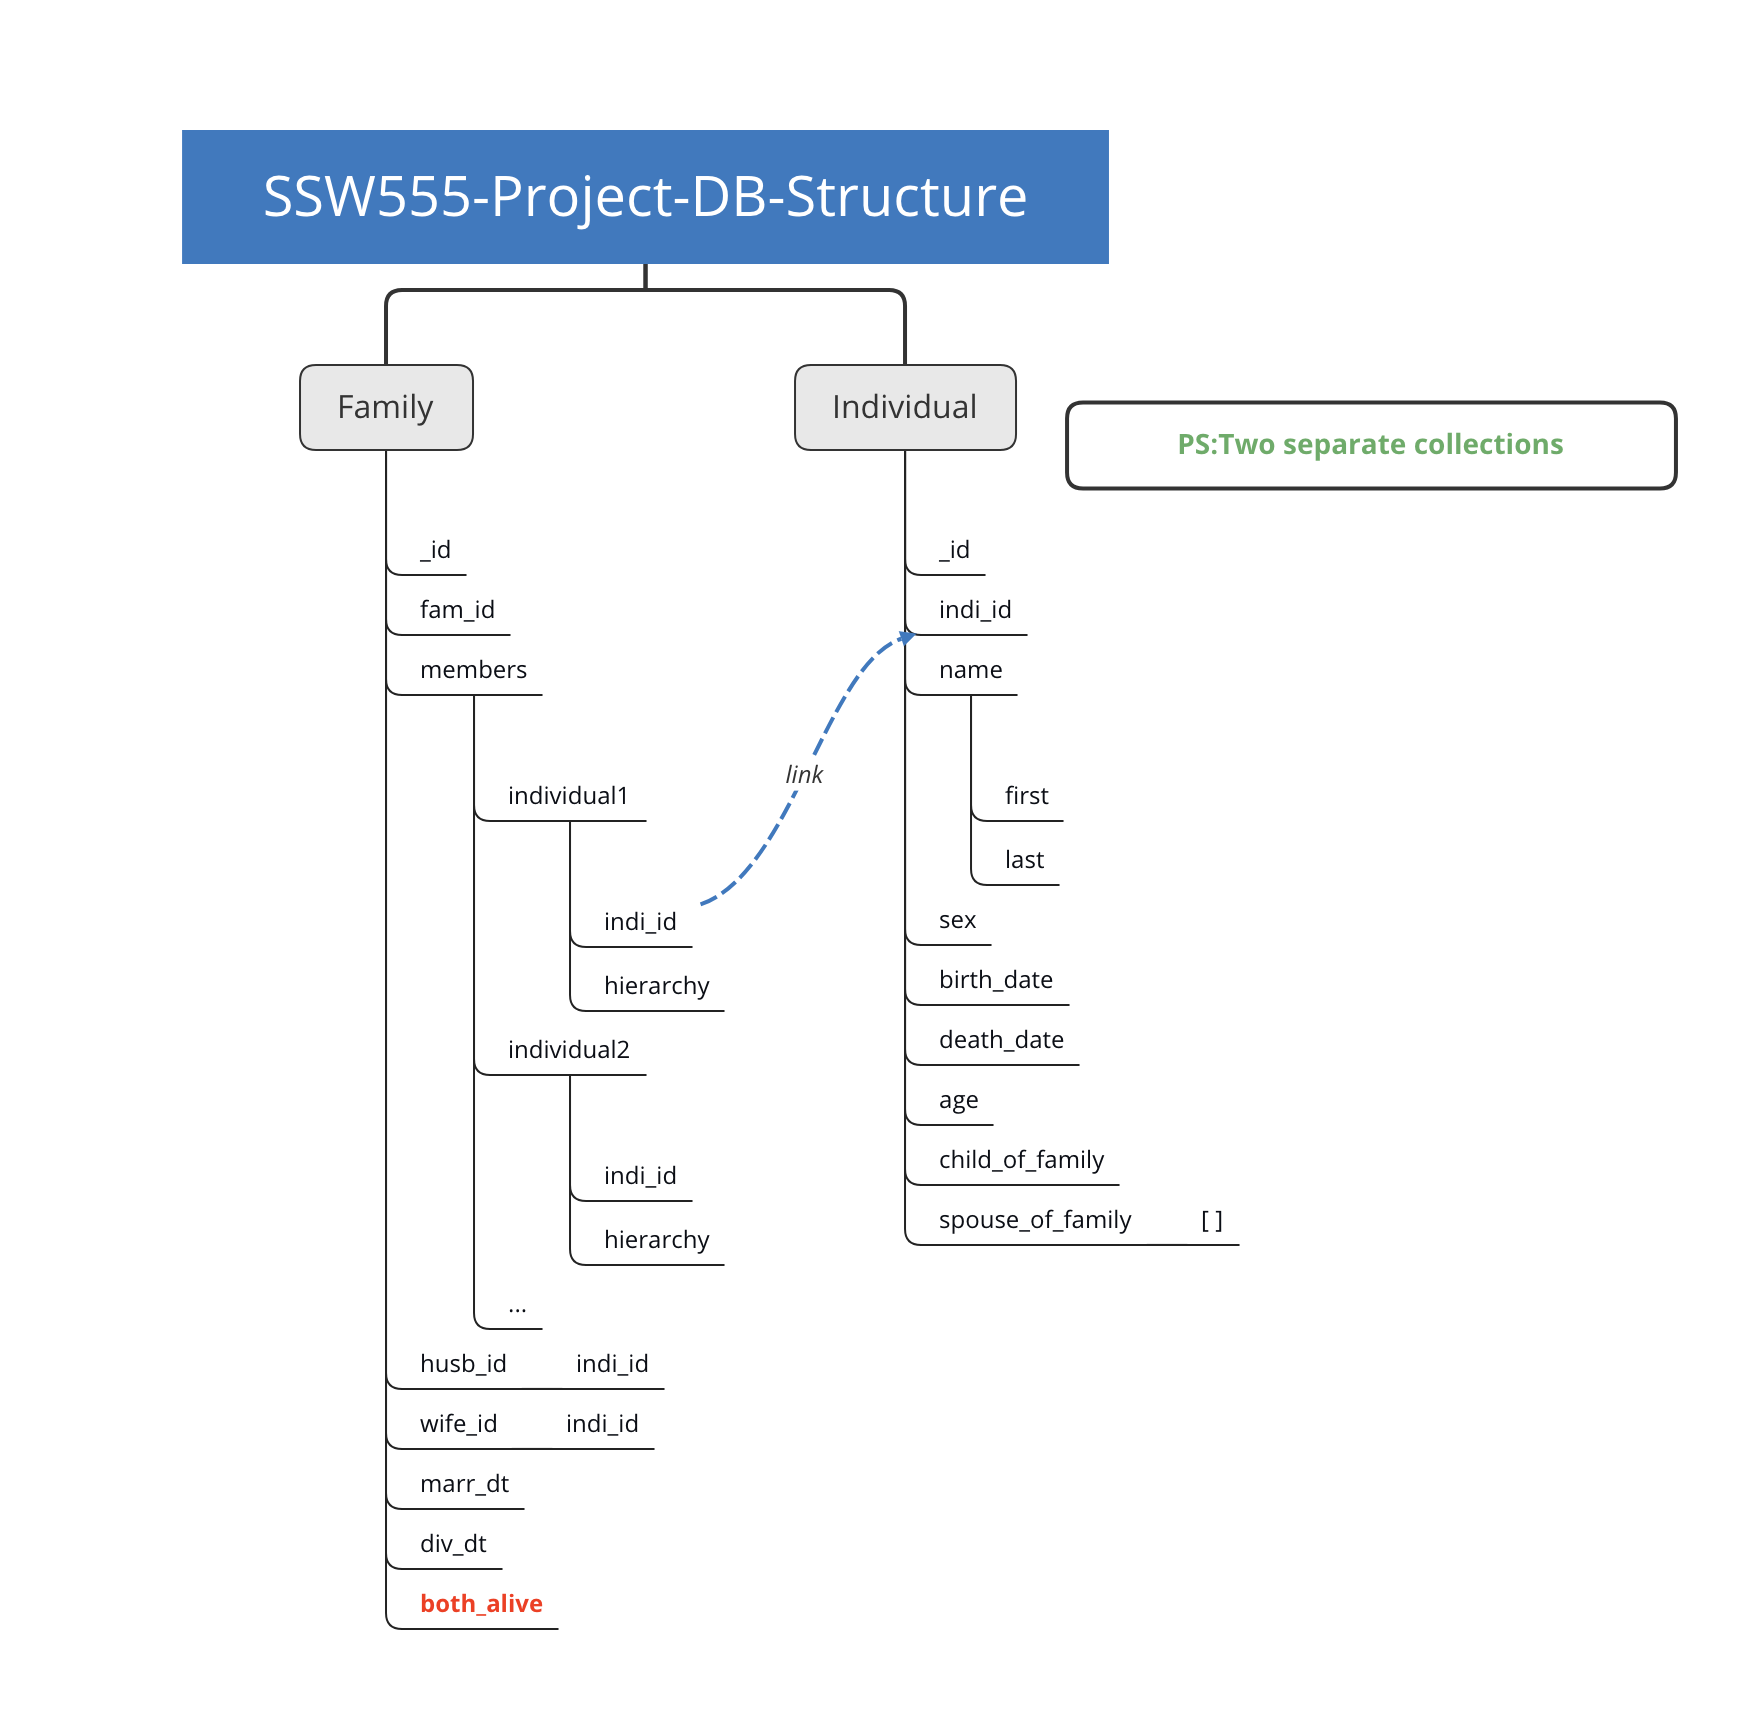 SSW555-Project-DB-Structure
Family
Individual
PS:Two separate collections
_id
fam_id
members
individual1
indi_id
hierarchy
individual2
indi_id
hierarchy
...
husb_id indi_id
wife_id indi_id
marr_dt
div_dt
both_alive
link
_id
indi_id
name
first
last
sex
birth_date
death_date
age
child_of_family
spouse_of_family [ ]